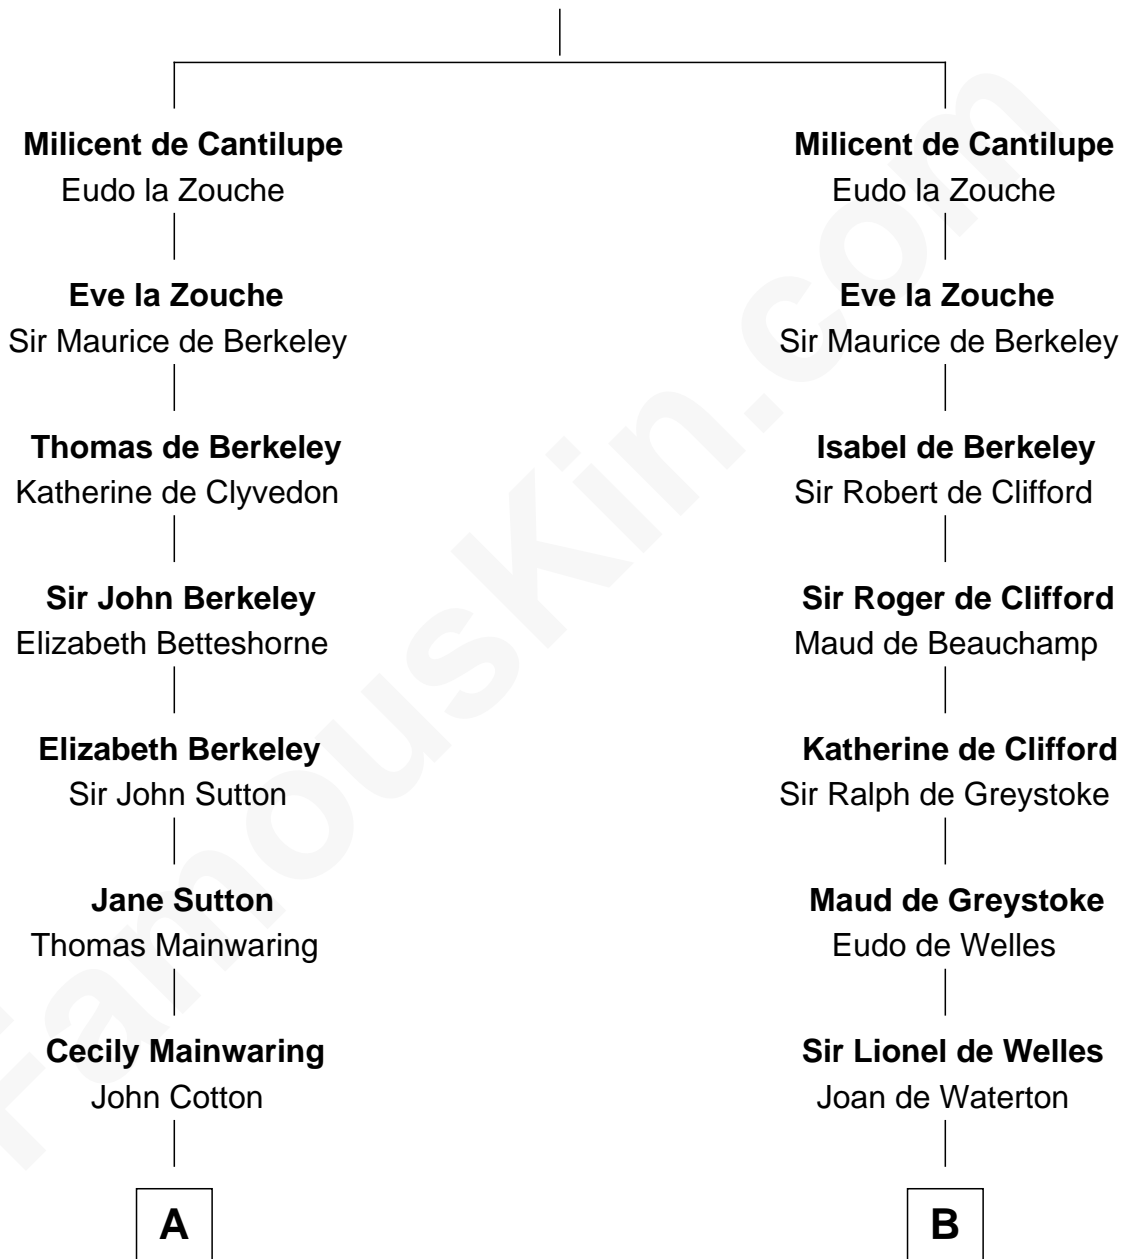 Milicent de Cantilupe
Eudo la Zouche
Eve la Zouche
Sir Maurice de Berkeley
Thomas de Berkeley
Katherine de Clyvedon
Sir John Berkeley
Elizabeth Betteshorne
Elizabeth Berkeley
Sir John Sutton
Jane Sutton
Thomas Mainwaring
Cecily Mainwaring
John Cotton
A
Milicent de Cantilupe
Eudo la Zouche
Eve la Zouche
Sir Maurice de Berkeley
Isabel de Berkeley
Sir Robert de Clifford
Sir Roger de Clifford
Maud de Beauchamp
Katherine de Clifford
Sir Ralph de Greystoke
Maud de Greystoke
Eudo de Welles
Sir Lionel de Welles
Joan de Waterton
B
FamousKin.com